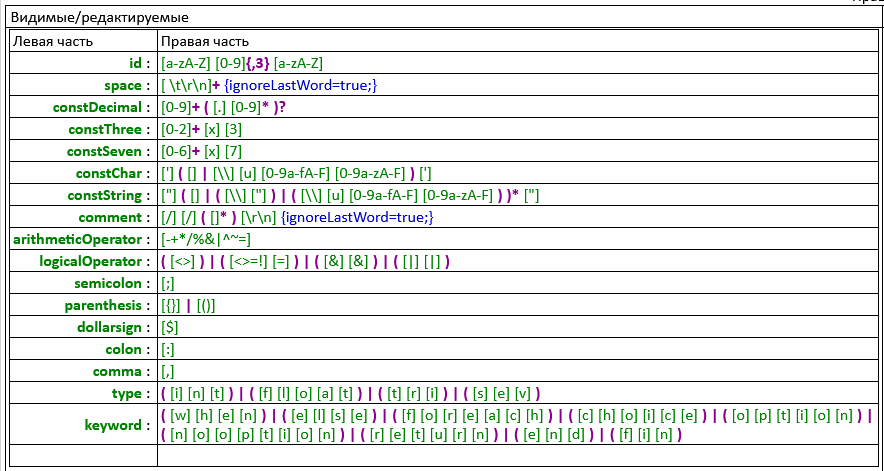 Видимые/редактируемые
Левая часть Правая часть
id : [a-zA-Z] [0-9]{,3} [a-zA-Z]
space : [ \t\r\n]+ {ignoreLastWord=true;}
constDecimal : [0-9]+ ( [.] [0-9]* )?
constThree : [0-2]+ [x] [3]
constSeven : [0-6]+ [x] [7]
constChar : ['] ( [] | [\\] [u] [0-9a-fA-F] [0-9a-zA-F] ) [']
constString : ["] ( [] | ( [\\] ["] ) | ( [\\] [u] [0-9a-fA-F] [0-9a-zA-F] ) )* ["]
comment : [/] [/] ( []* ) [\r\n] {ignoreLastWord=true;}
arithmeticOperator : [-+*/%&|^~=]
logicalOperator : ( [<>] ) | ( [<>=!] [=] ) | ( [&] [&] ) | ( [|] [|] )
semicolon : [;]
parenthesis : [{}] | [()]
dollarsign : [$]
colon : [:]
comma : [,]
type : ( [i] [n] [t] ) | ( [f] [l] [o] [a] [t] ) | ( [t] [r] [i] ) | ( [s] [e] [v] )
keyword : ( [w] [h] [e] [n] ) | ( [e] [l] [s] [e] ) | ( [f] [o] [r] [e] [a] [c] [h] ) | ( [c] [h] [o] [i] [c] [e] ) | ( [o] [p] [t] [i] [o] [n] ) |
( [n] [o] [o] [p] [t] [i] [o] [n] ) | ( [r] [e] [t] [u] [r] [n] ) | ( [e] [n] [d] ) | ( [f] [i] [n] )